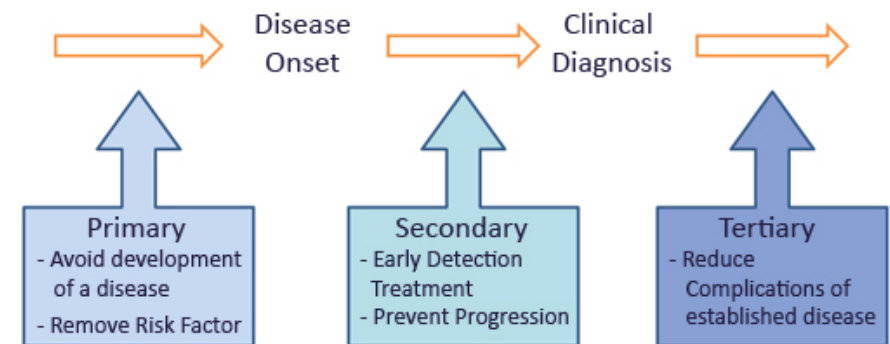 Disease
Onset
Clinical
Diagnosis
Primary
- Avoid development
of a disease
- Remove Risk Factor
Secondary
- Early Detection
Treatment
- Prevent Progression
Tertiary
- Reduce
Complications of
established disease